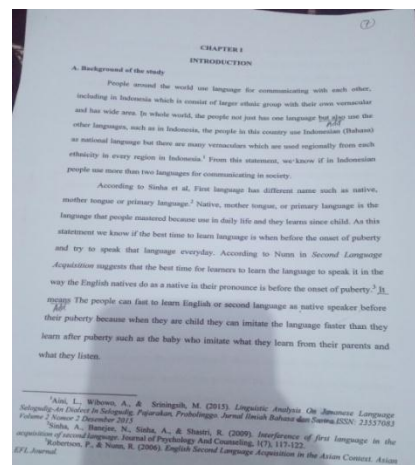 CHAPTER I
INTRODUCTION
A. Background of the study
People around the world use language for communicating with each other,
including in Indonesia which is consist of larger ethnic group with their own vernacular
and has wide area. In whole world, the people not just has one language but also use the
other languages, such as in Indonesia, the people in this country use Indonesian (Bahasa)
as national language but there are many vernaculars which are used regionally from each
ethnicity in every region in Indonesia.¹ From this statement, we know if in Indonesian
people use more than two languages for communicating in society.
According to Sinha et al, First language has different name such as native,
mother tongue or primary language.² Native, mother tongue, or primary language is the
language that people mastered because use in daily life and they learns since child. As this
statetment we know if the best time to learn language is when before the onset of puberty
and try to speak that language everyday. According to Nunn in Second Language
Acquisition suggests that the best time for learners to learn the language to speak it in the
way the English natives do as a native in their pronounce is before the onset of puberty.³ It
means The people can fast to learn English or second language as native speaker before
their puberty because when they are child they can imitate the language faster than they
learn after puberty such as the baby who imitate what they learn from their parents and
what they listen.
¹Aini, L., Wibowo, A., & Sriningsih, M. (2015). Linguistic Analysis On Javanese Language
Selogudig-An Dialect In Selogudig, Pajarakan, Probolinggo. Jurnal Ilmiah Bahasa dan Sastra.ISSN: 23557083
Volume 2 Nomor 2 December 2015
²Sinha, A., Banerjee, N., Sinha, A., & Shastri, R. (2009). Interference of first language in the
acquisition of second language. Journal of Psychology And Counseling, 1(7), 117-122.
³Robertson, P., & Nunn, R. (2006). English Second Language Acquisition in the Asian Context. Asian
EFL Journal.